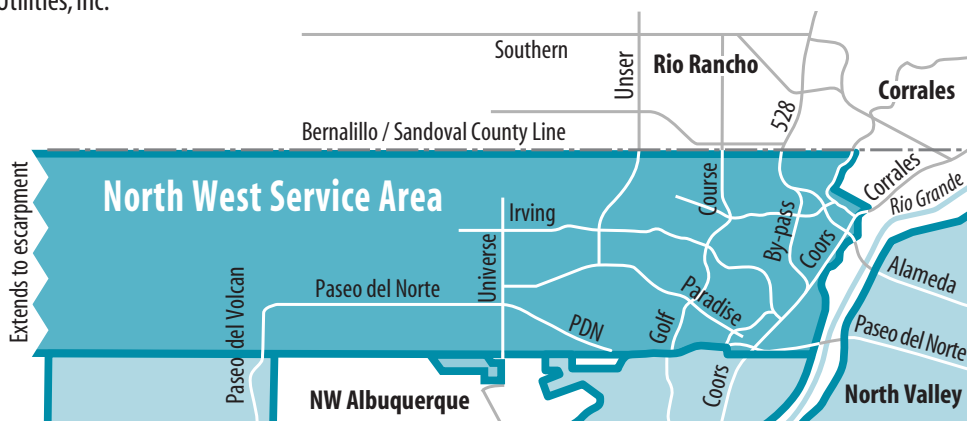 Utilities, Inc.
Southern
Unser
Rio Rancho
528
Corrales
Bernalillo / Sandoval County Line
Extends to escarpment
North West Service Area
Irving
Universe
Course
By-pass
Coors
Corrales
Rio Grande
Alameda
Paseo del Volcan
Paseo del Norte
PDN
Golf
Paradise
Paseo del Norte
NW Albuquerque
Coors
North Valley